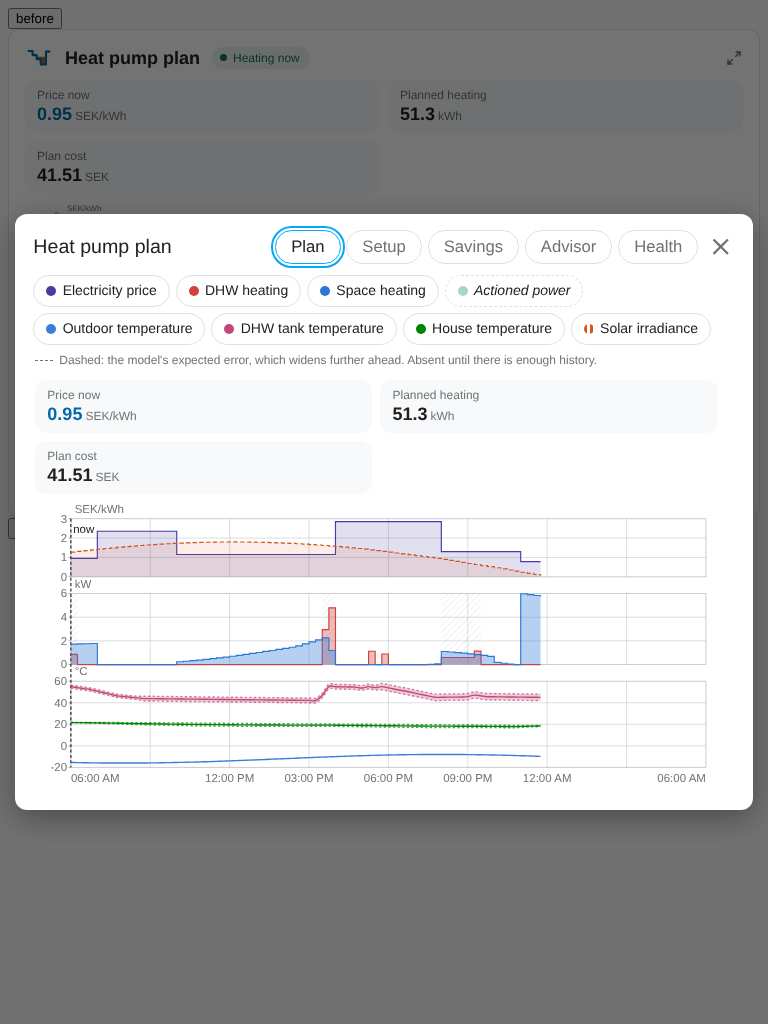 before
Heat pump plan
Heating now
Price now
0.95 SEK/kWh
Planned heating
51.3 kWh
Plan cost
41.51 SEK
SEK/kWh
Heat pump plan
Plan
Setup
Savings
Advisor
Health
Electricity price
DHW heating
Space heating
Actioned power
Outdoor temperature
DHW tank temperature
House temperature
Solar irradiance
Dashed: the model's expected error, which widens further ahead. Absent until there is enough history.
Price now
0.95 SEK/kWh
Planned heating
51.3 kWh
Plan cost
41.51 SEK
SEK/kWh
3
now
2
1
0
kW
6
4
2
0
°C
60
40
20
0
-20
06:00 AM 12:00 PM 03:00 PM 06:00 PM 09:00 PM 12:00 AM 06:00 AM